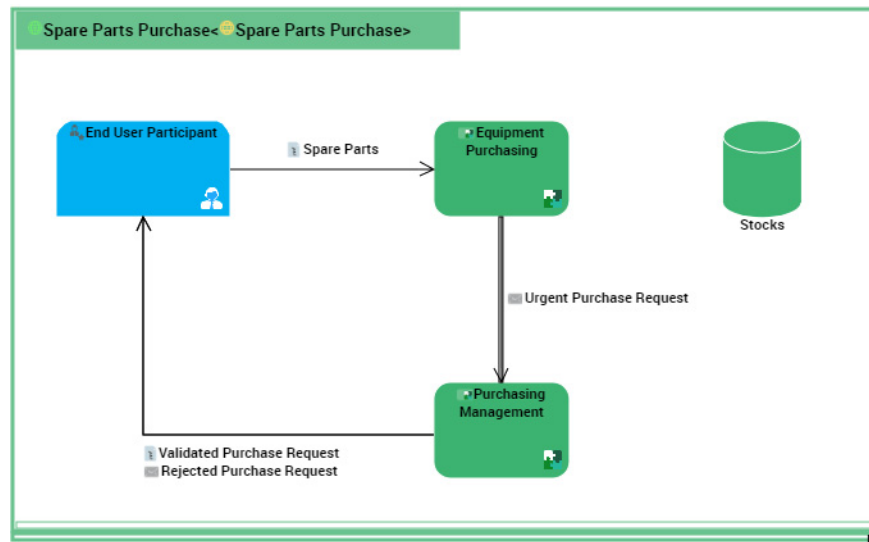 Spare Parts Purchase<Spare Parts Purchase>
End User Participant
Spare Parts
Equipment
Purchasing
Stocks
Urgent Purchase Request
Purchasing
Management
Validated Purchase Request
Rejected Purchase Request